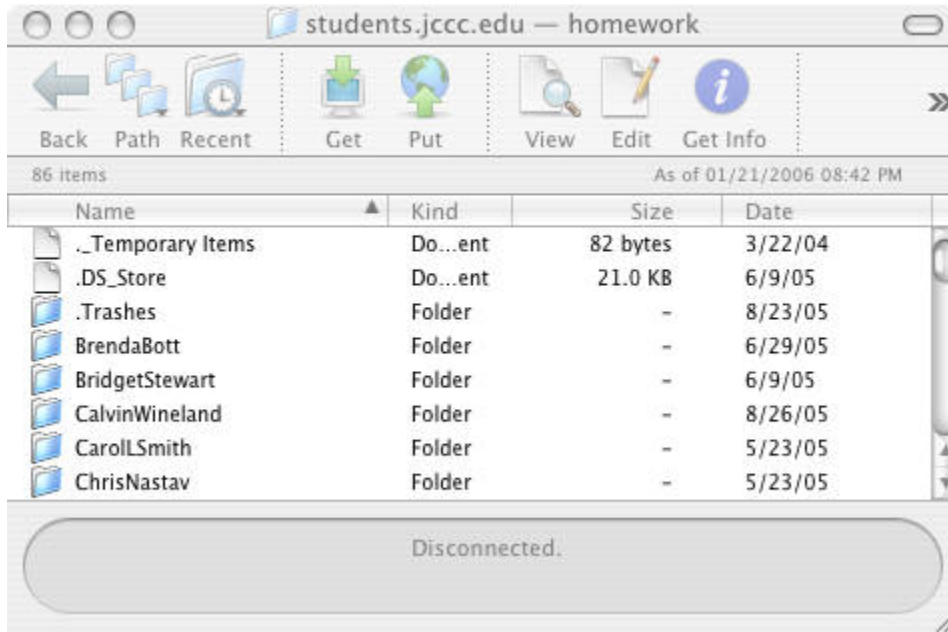 students.jccc.edu — homework
Back Path Recent Get Put View Edit Get Info »
86 items As of 01/21/2006 08:42 PM
Name Kind Size Date
._Temporary Items Do...ent 82 bytes 3/22/04
.DS_Store Do...ent 21.0 KB 6/9/05
.Trashes Folder - 8/23/05
BrendaBott Folder - 6/29/05
BridgetStewart Folder - 6/9/05
CalvinWineland Folder - 8/26/05
CarolLSmith Folder - 5/23/05
ChrisNastav Folder - 5/23/05
Disconnected.